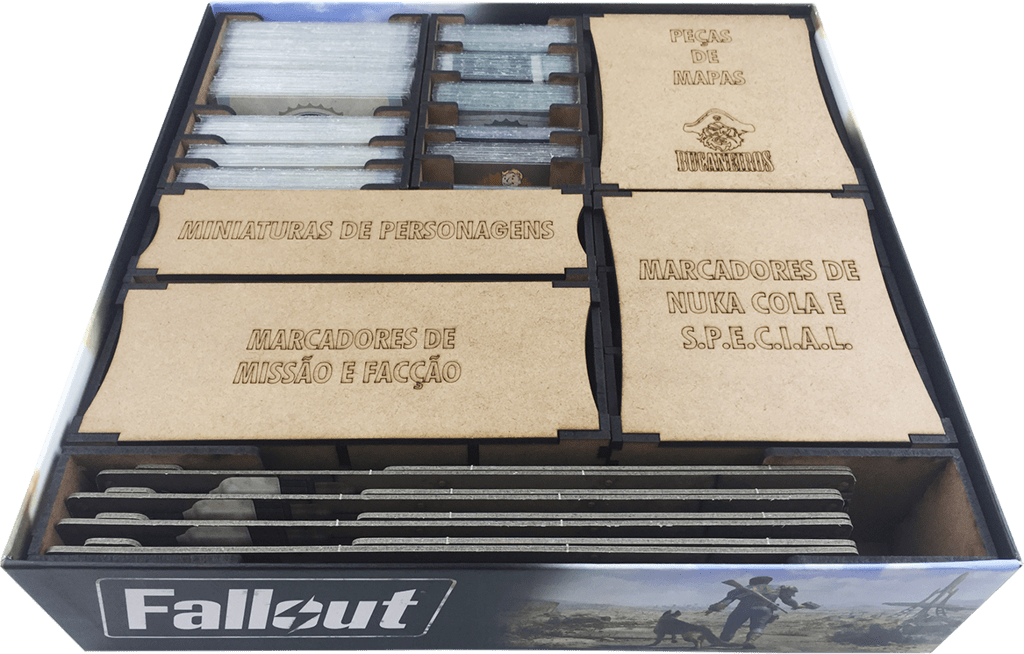 PEÇAS
DE
MAPAS
BUCANEIROS
MINIATURAS DE PERSONAGENS
MARCADORES DE
NUKA COLA E
S.P.E.C.I.A.L.
MARCADORES DE
MISSÃO E FACÇÃO
Fallout